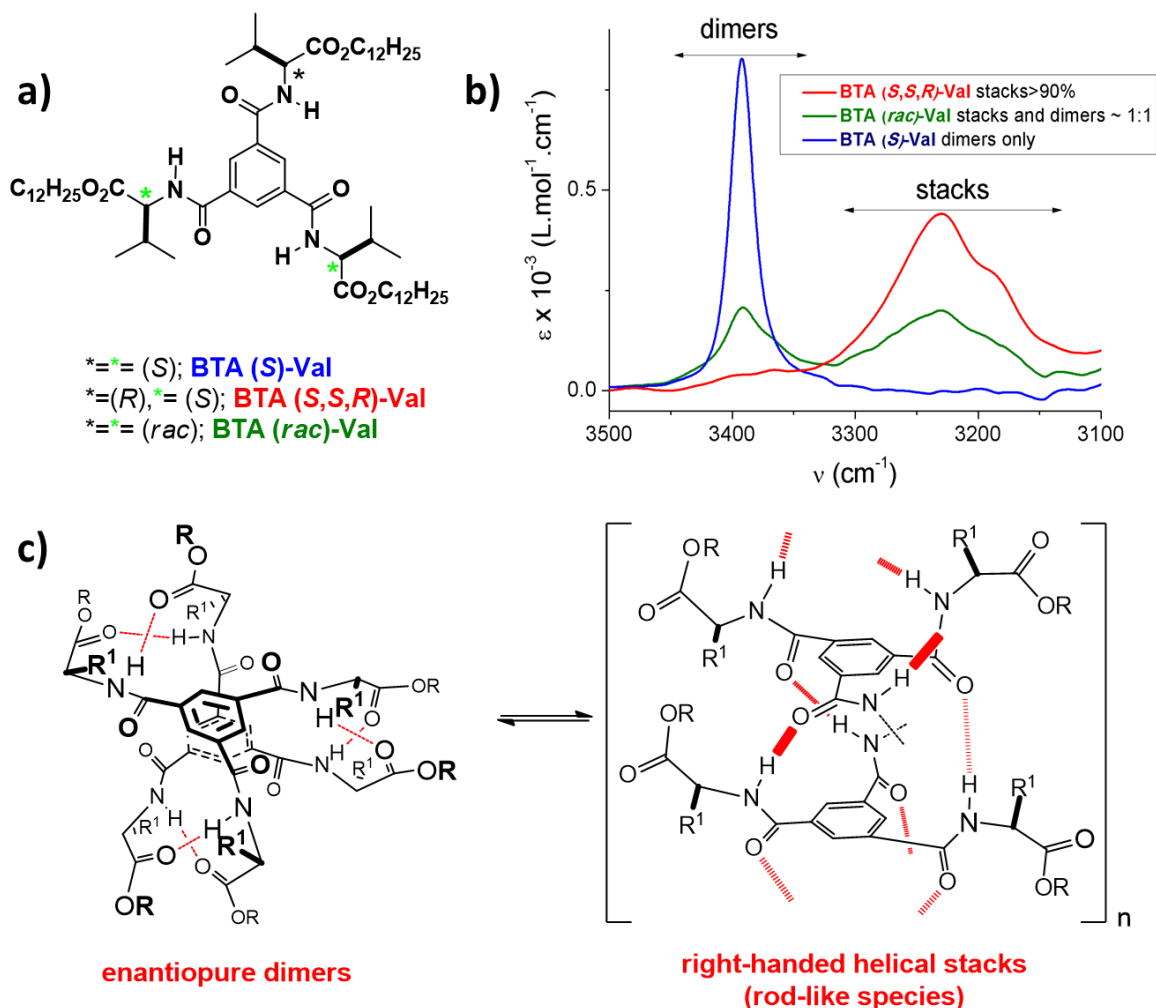 a)
CO₂C₁₂H₂₅
*
O
N
H
C₁₂H₂₅O₂C
*
H
N
O
O
N
H
*
CO₂C₁₂H₂₅
*=*= (S); BTA (S)-Val
*=(R),*= (S); BTA (S,S,R)-Val
*=*= (rac); BTA (rac)-Val
b)
dimers
BTA (S,S,R)-Val stacks>90%
BTA (rac)-Val stacks and dimers ~ 1:1
BTA (S)-Val dimers only
stacks
ε x 10⁻³ (L.mol⁻¹.cm⁻¹)
0.5
0.0
3500 3400 3300 3200 3100
ν (cm⁻¹)
c)
R
O
O
R
O
O
R¹
N
H
H
R¹
N
O
O
O
N
H
R¹
O
OR
O
O
O
N
H
R¹
O
OR
N
H
R¹
O
OR
N
H
R¹
O
OR
enantiopure dimers
RO
O
R¹
N
H
O
H
N
R¹
O
OR
O
H
N
O
H
N
O
RO
O
R¹
N
H
O
H
N
R¹
O
OR
O
n
right-handed helical stacks
(rod-like species)